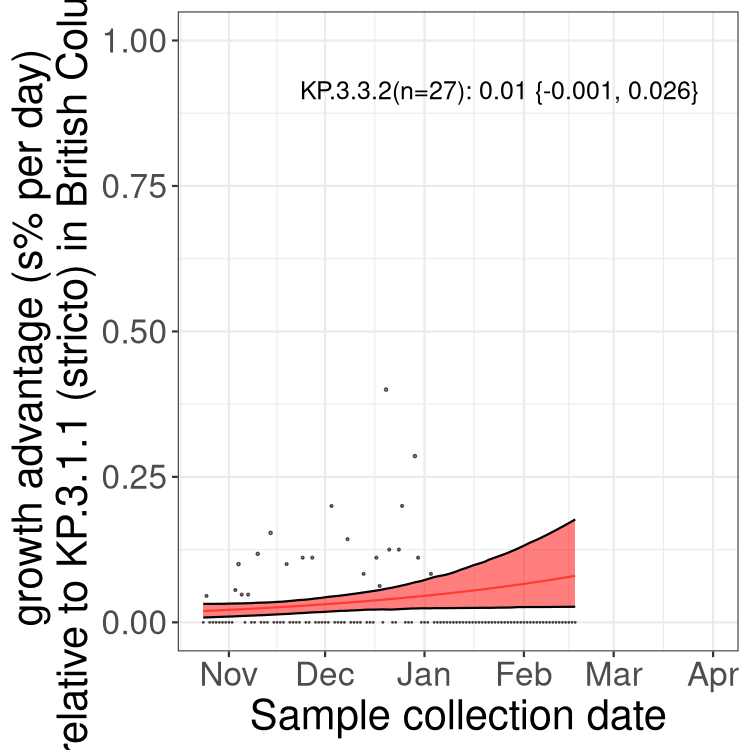 growth advantage (s% per day)
relative to KP.3.1.1 (stricto) in British Colu
1.00
0.75
0.50
0.25
0.00
KP.3.3.2(n=27): 0.01 {-0.001, 0.026}
Nov Dec Jan Feb Mar Apr
Sample collection date